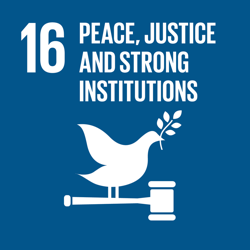 16 PEACE, JUSTICE
AND STRONG
INSTITUTIONS